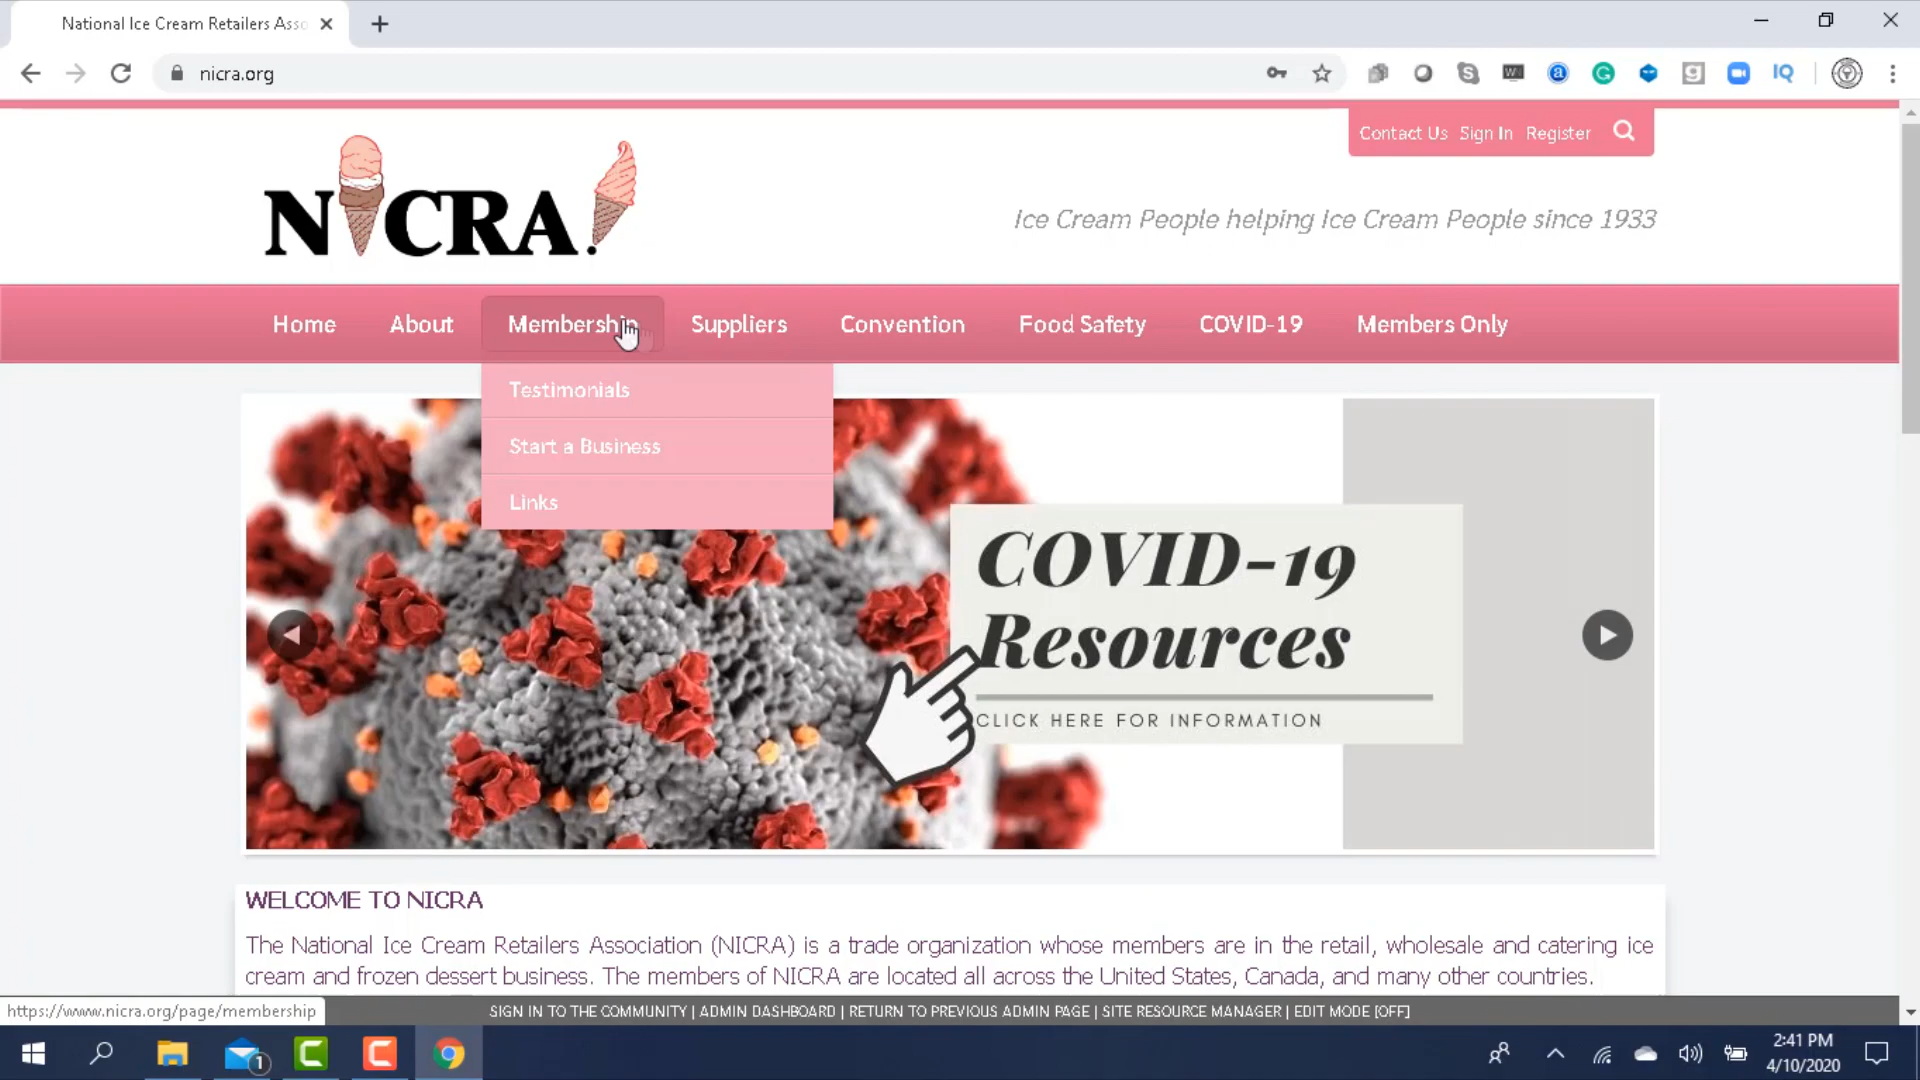 National Ice Cream Retailers Asso
nicra.org
Contact Us Sign In Register
NICRA!
Ice Cream People helping Ice Cream People since 1933
Home About Membership Suppliers Convention Food Safety COVID-19 Members Only
Testimonials
Start a Business
Links
COVID-19
Resources
CLICK HERE FOR INFORMATION
WELCOME TO NICRA
The National Ice Cream Retailers Association (NICRA) is a trade organization whose members are in the retail, wholesale and catering ice
cream and frozen dessert business. The members of NICRA are located all across the United States, Canada, and many other countries.
https://www.nicra.org/page/membership
SIGN IN TO THE COMMUNITY | ADMIN DASHBOARD | RETURN TO PREVIOUS ADMIN PAGE | SITE RESOURCE MANAGER | EDIT MODE [OFF]
1
2:41 PM
4/10/2020